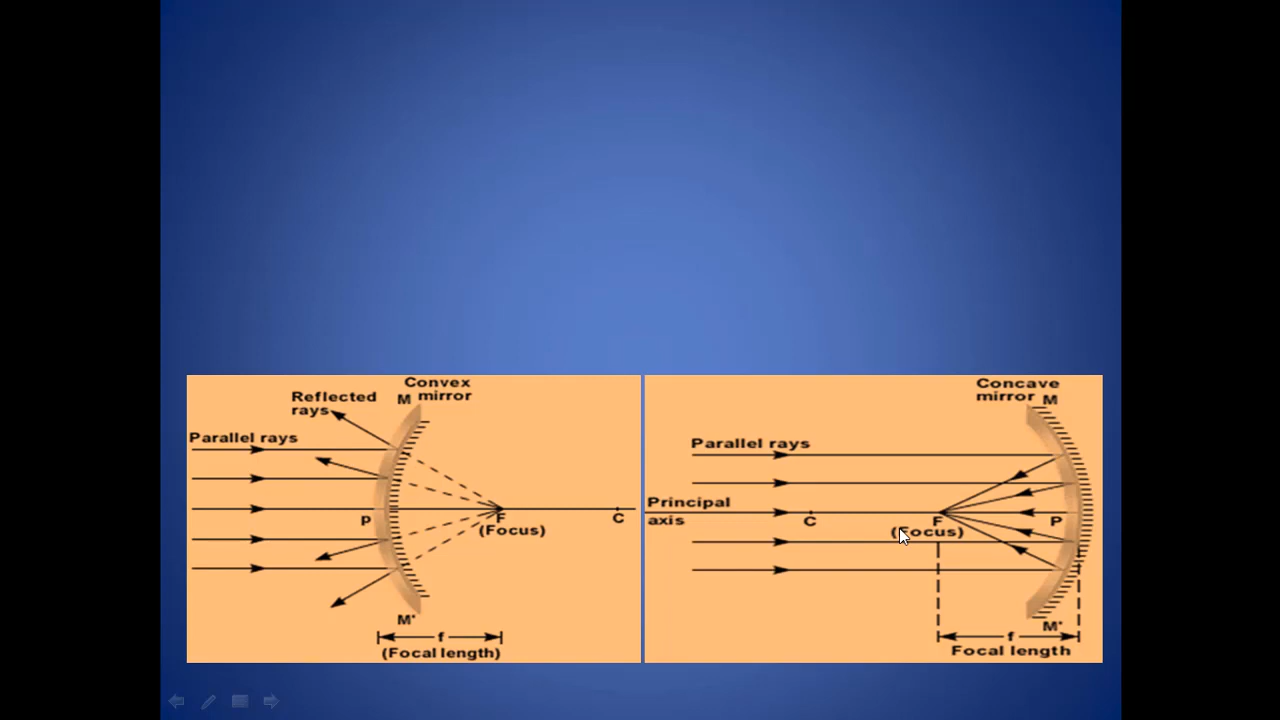 Convex
mirror
M
Reflected
rays
Parallel rays
P
F
(Focus)
C
M'
f
(Focal length)
Concave
mirror
M
Parallel rays
Principal
axis
C
F
(Focus)
P
M'
f
Focal length